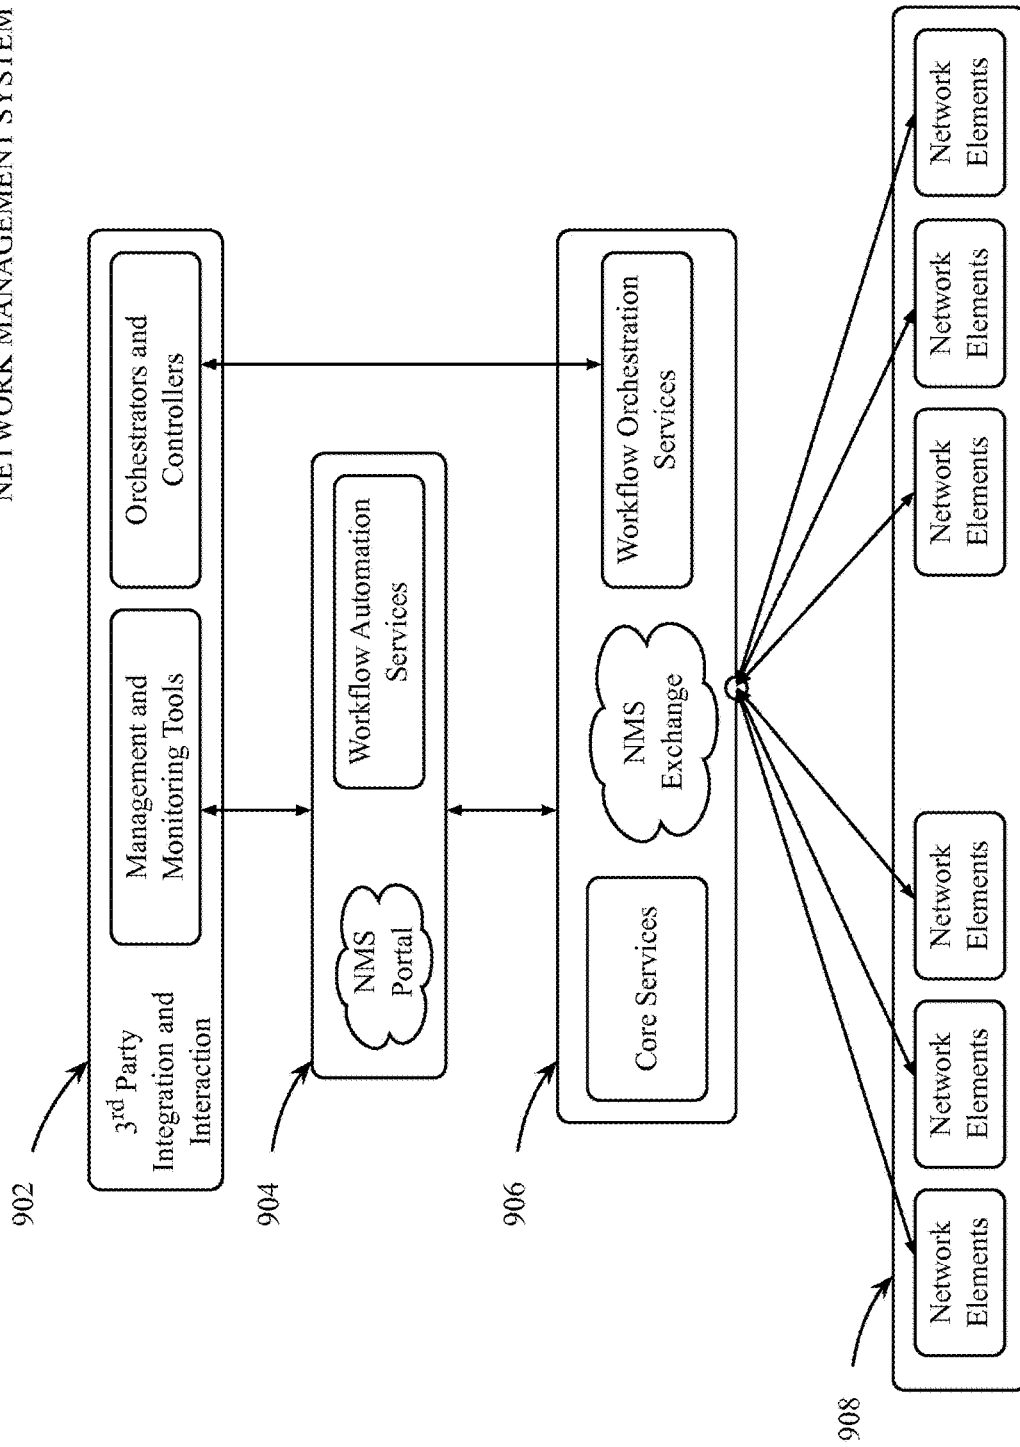 NETWORK MANAGEMENT SYSTEM
902
3rd Party
Integration and
Interaction
Management and
Monitoring Tools
Orchestrators and
Controllers
904
NMS
Portal
Workflow Automation
Services
906
Core Services
NMS
Exchange
Workflow Orchestration
Services
908
Network
Elements
Network
Elements
Network
Elements
Network
Elements
Network
Elements
Network
Elements